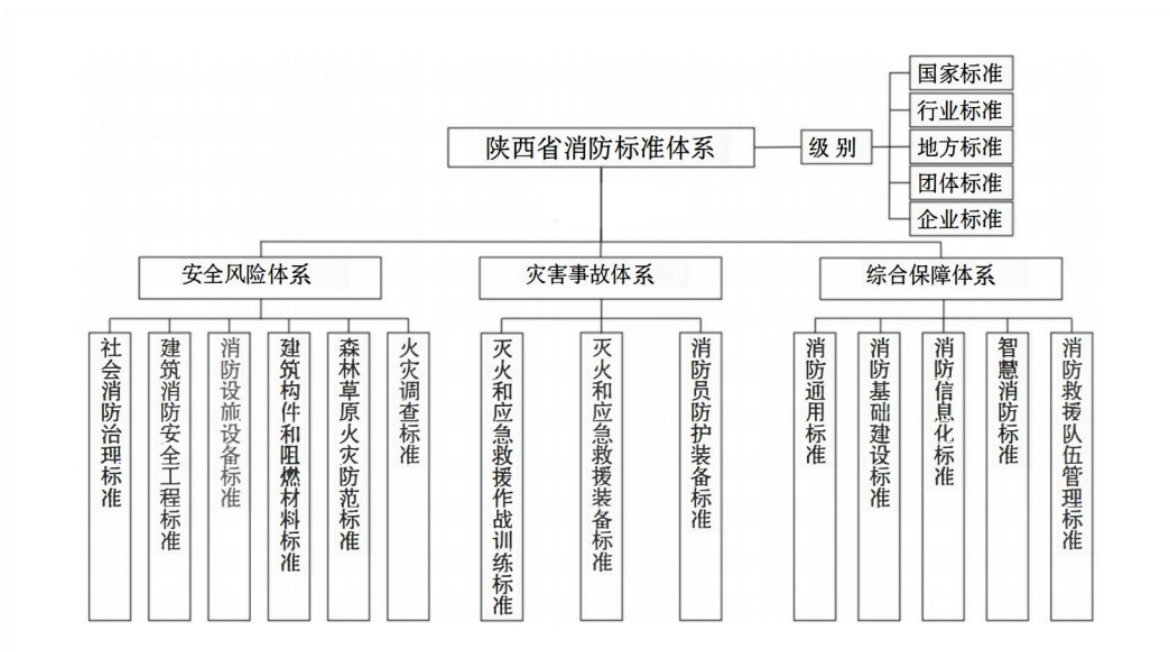 陕西省消防标准体系
级别
国家标准
行业标准
地方标准
团体标准
企业标准
安全风险体系
灾害事故体系
综合保障体系
社会消防治理标准
建筑消防安全工程标准
消防设施设备标准
建筑构件和阻燃材料标准
森林草原火灾防范标准
火灾调查标准
灭火和应急救援作战训练标准
灭火和应急救援装备标准
消防员防护装备标准
消防通用标准
消防基础建设标准
消防信息化标准
智慧消防标准
消防救援队伍管理标准